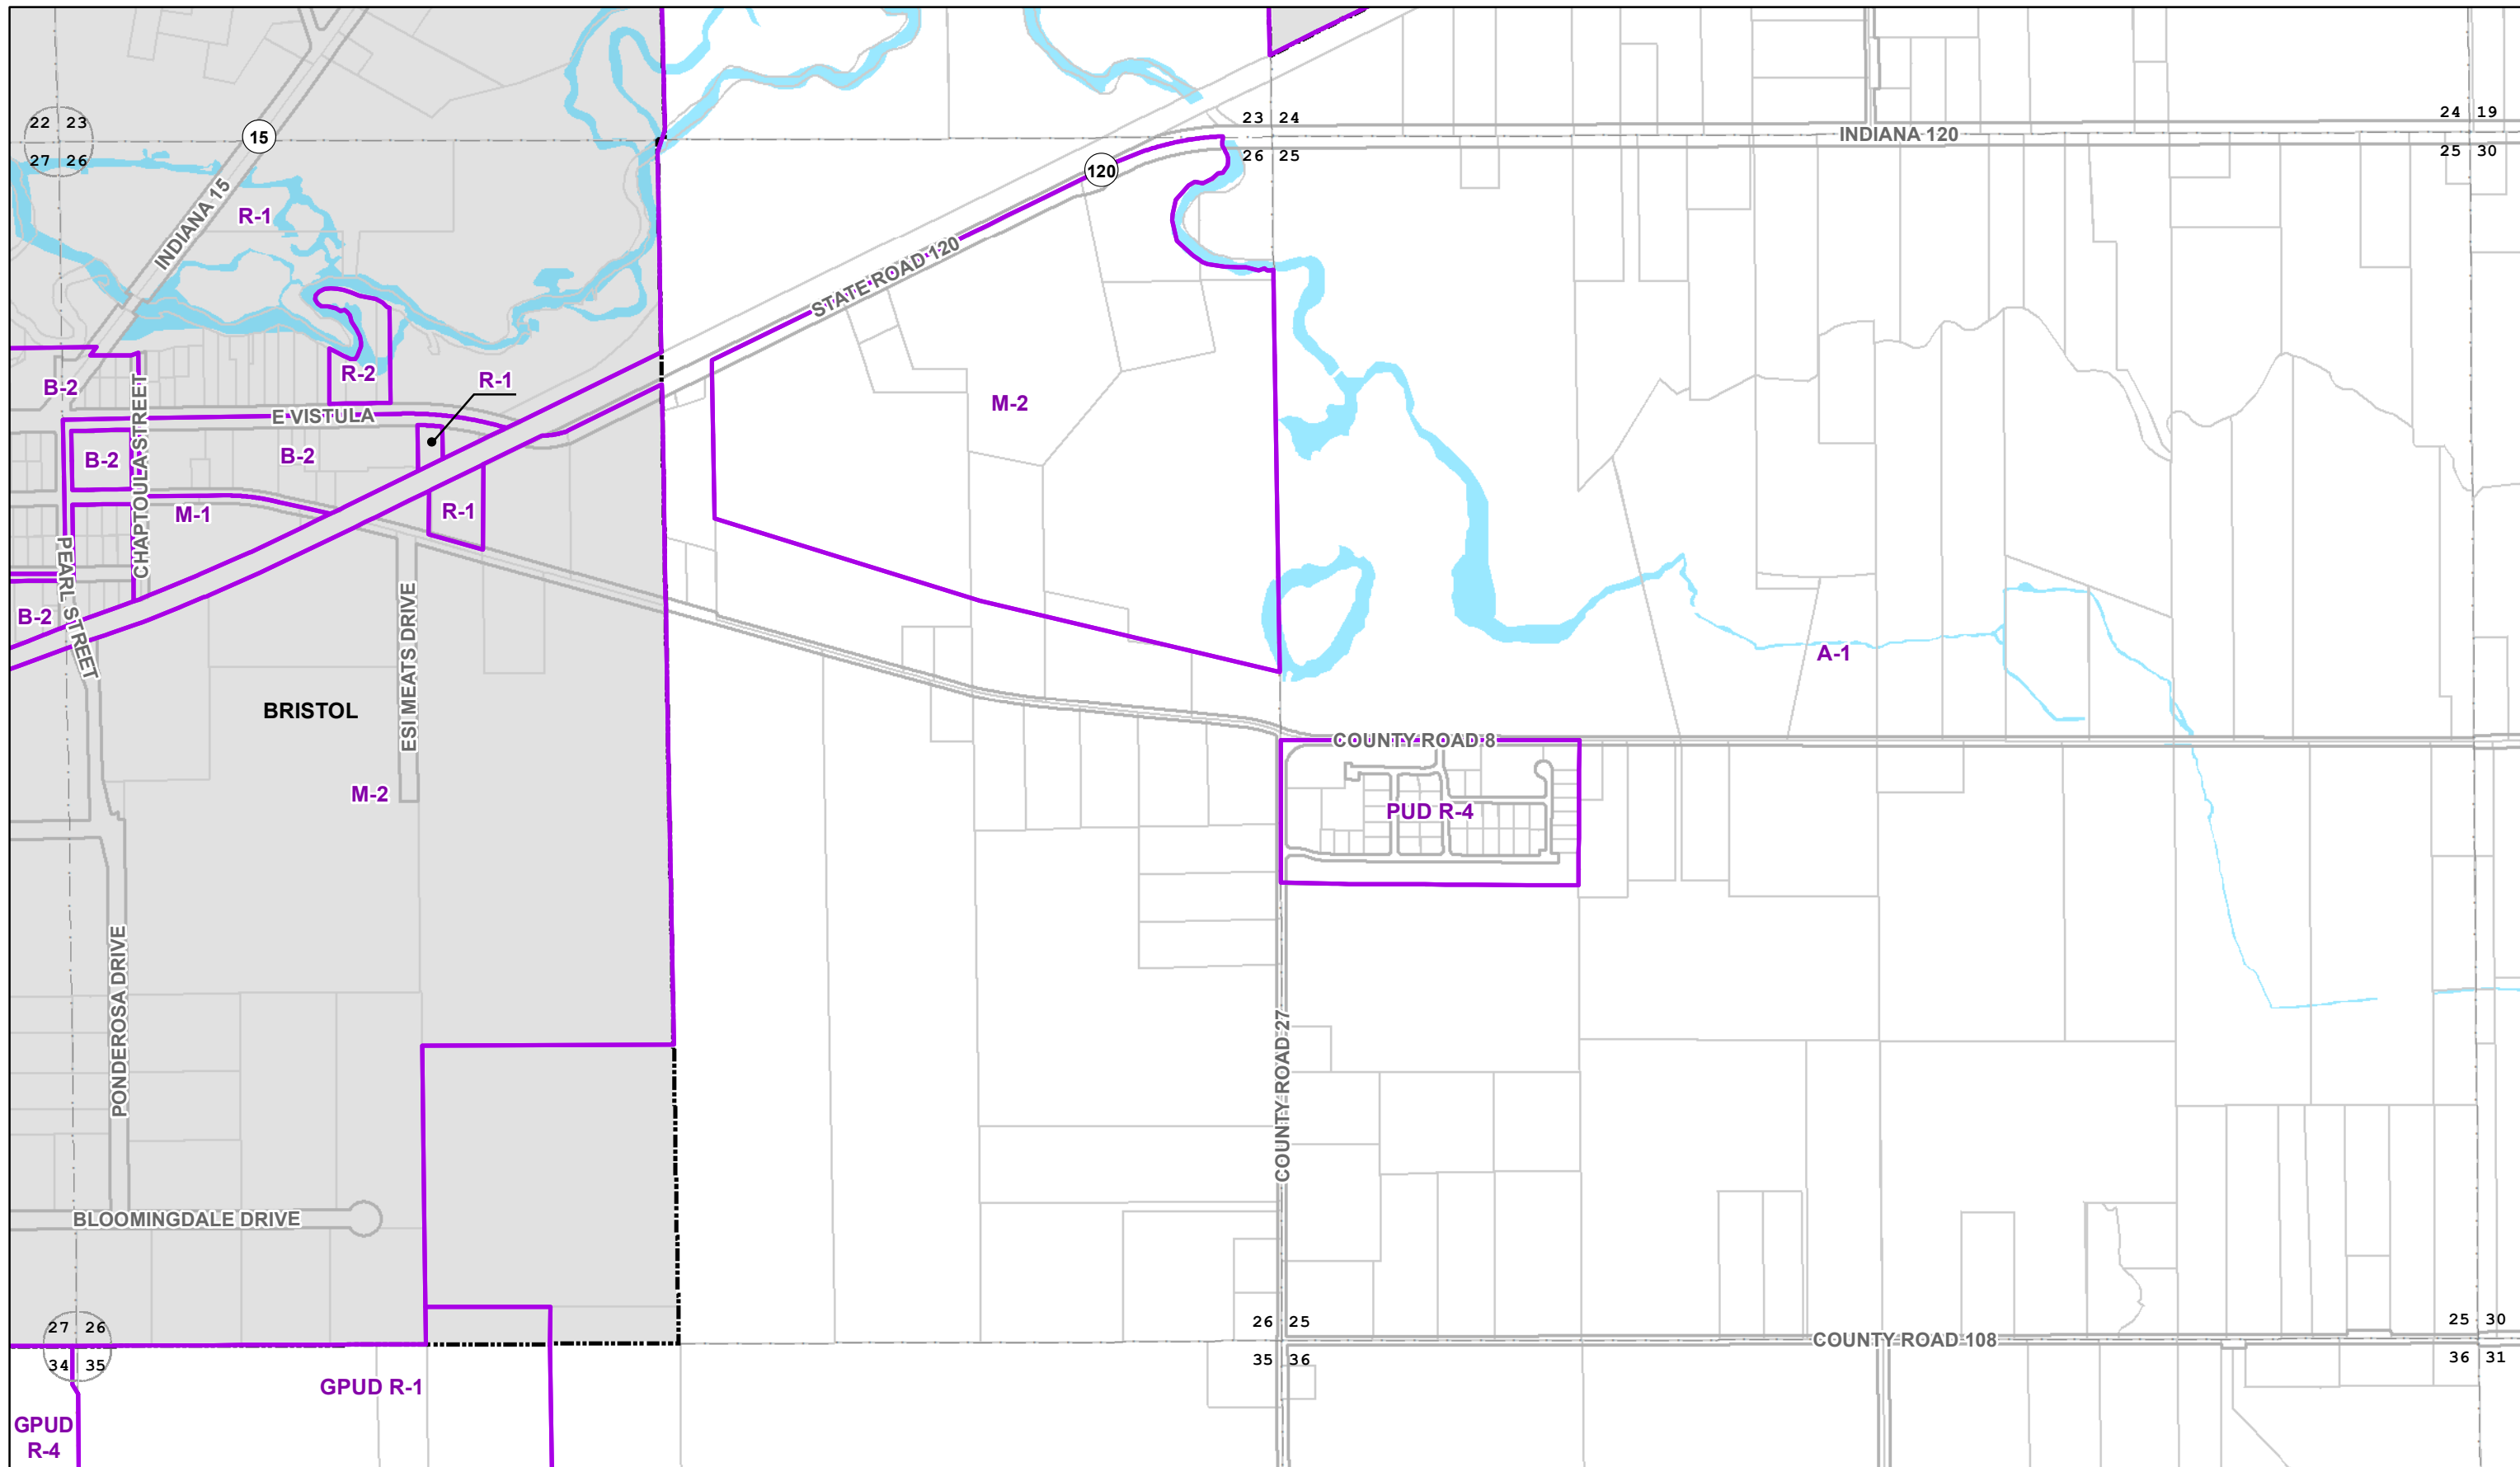 22 23
27 26
15
INDIANA 15
R-1
23 24
26 25
120
STATE ROAD 120
INDIANA 120
24 19
25 30
B-2
CHAPTOULA STREET
R-2
R-1
E VISTULA
B-2
B-2
M-1
R-1
M-2
PEARL STREET
B-2
ESI MEATS DRIVE
BRISTOL
M-2
A-1
COUNTY ROAD 8
PUD R-4
PONDEROSA DRIVE
COUNTY ROAD 27
BLOOMINGDALE DRIVE
27 26
34 35
26 25
35 36
COUNTY ROAD 108
25 30
36 31
GPUD R-1
GPUD
R-4